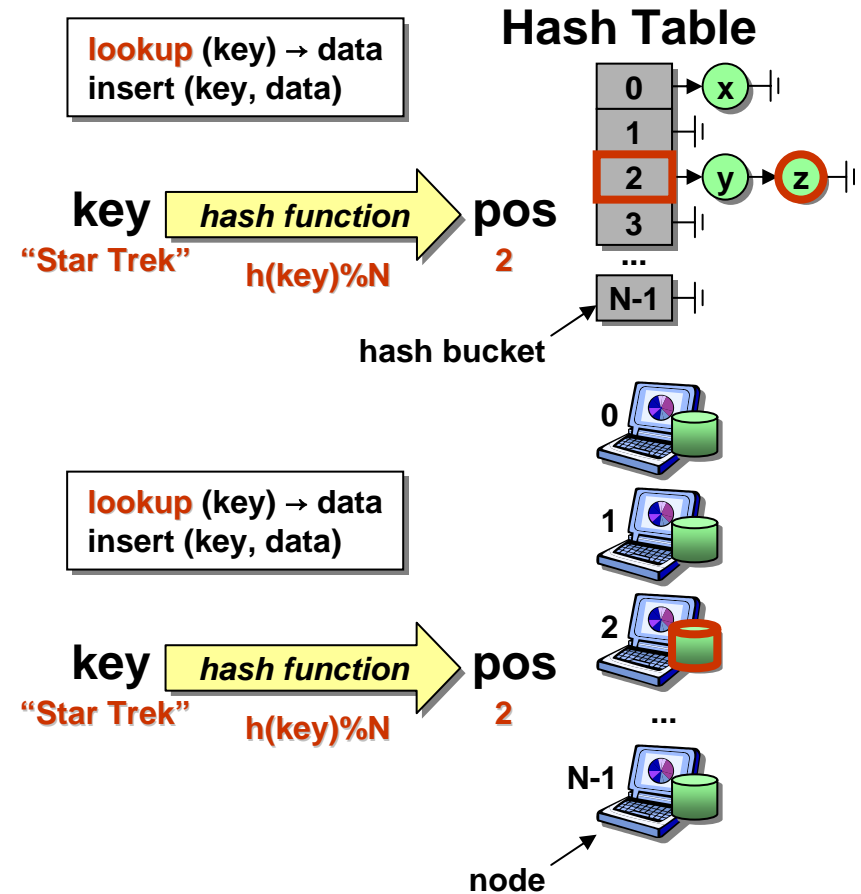 Hash Table
lookup (key) → data
insert (key, data)
0
x
1
2
y
z
3
...
N-1
key
hash function
pos
“Star Trek”
h(key)%N
2
hash bucket
0
lookup (key) → data
insert (key, data)
1
2
key
hash function
pos
“Star Trek”
h(key)%N
2
...
N-1
node